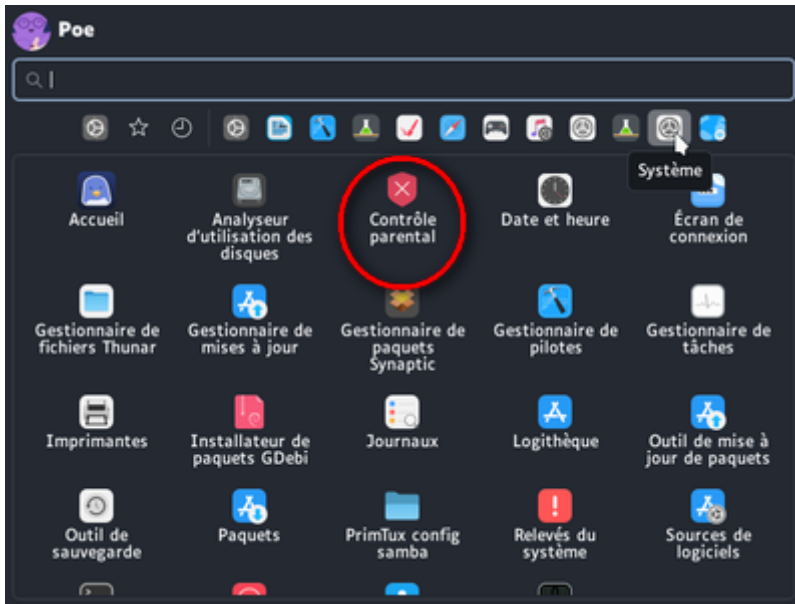 Poe
Système
Accueil
Analyseur
d'utilisation des
disques
Contrôle
parental
Date et heure
Écran de
connexion
Gestionnaire de
fichiers Thunar
Gestionnaire de
mises à jour
Gestionnaire de
paquets
Synaptic
Gestionnaire de
pilotes
Gestionnaire de
tâches
Imprimantes
Installateur de
paquets GDebi
Journaux
Logithèque
Outil de mise à
jour de paquets
Outil de
sauvegarde
Paquets
PrimTux config
samba
Relevés du
système
Sources de
logiciels